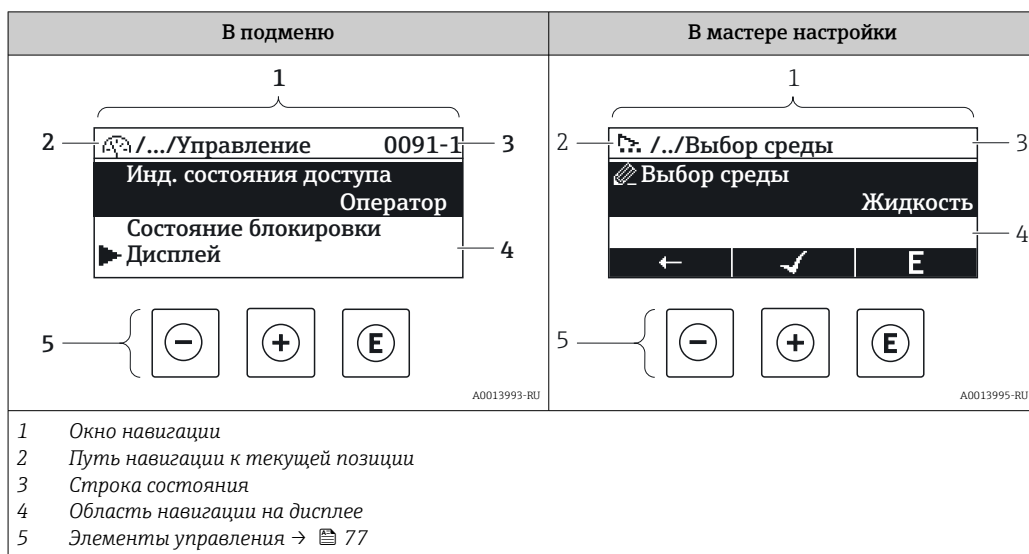 В подменю
В мастере настройки
1
2
/.../Управление 0091-1
3
Инд. состояния доступа
Оператор
Состояние блокировки
Дисплей
4
5
E
A0013993-RU
1
2
/../Выбор среды
3
Выбор среды
Жидкость
4
E
5
E
A0013995-RU
1 Окно навигации
2 Путь навигации к текущей позиции
3 Строка состояния
4 Область навигации на дисплее
5 Элементы управления → 77